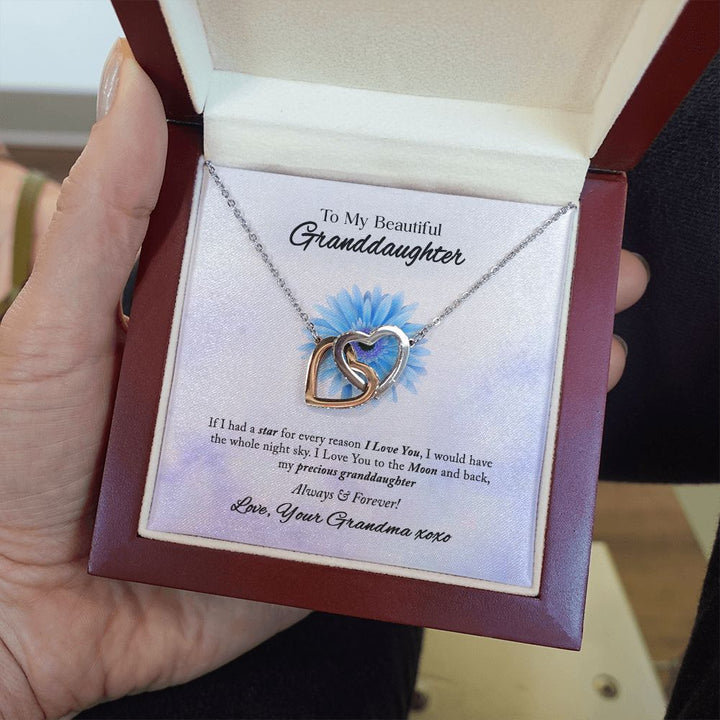 To My Beautiful
Granddaughter
If I had a star for every reason I Love You, I would have
the whole night sky. I Love You to the Moon and back,
my precious granddaughter
Always & Forever!
Love, Your Grandma xoxo